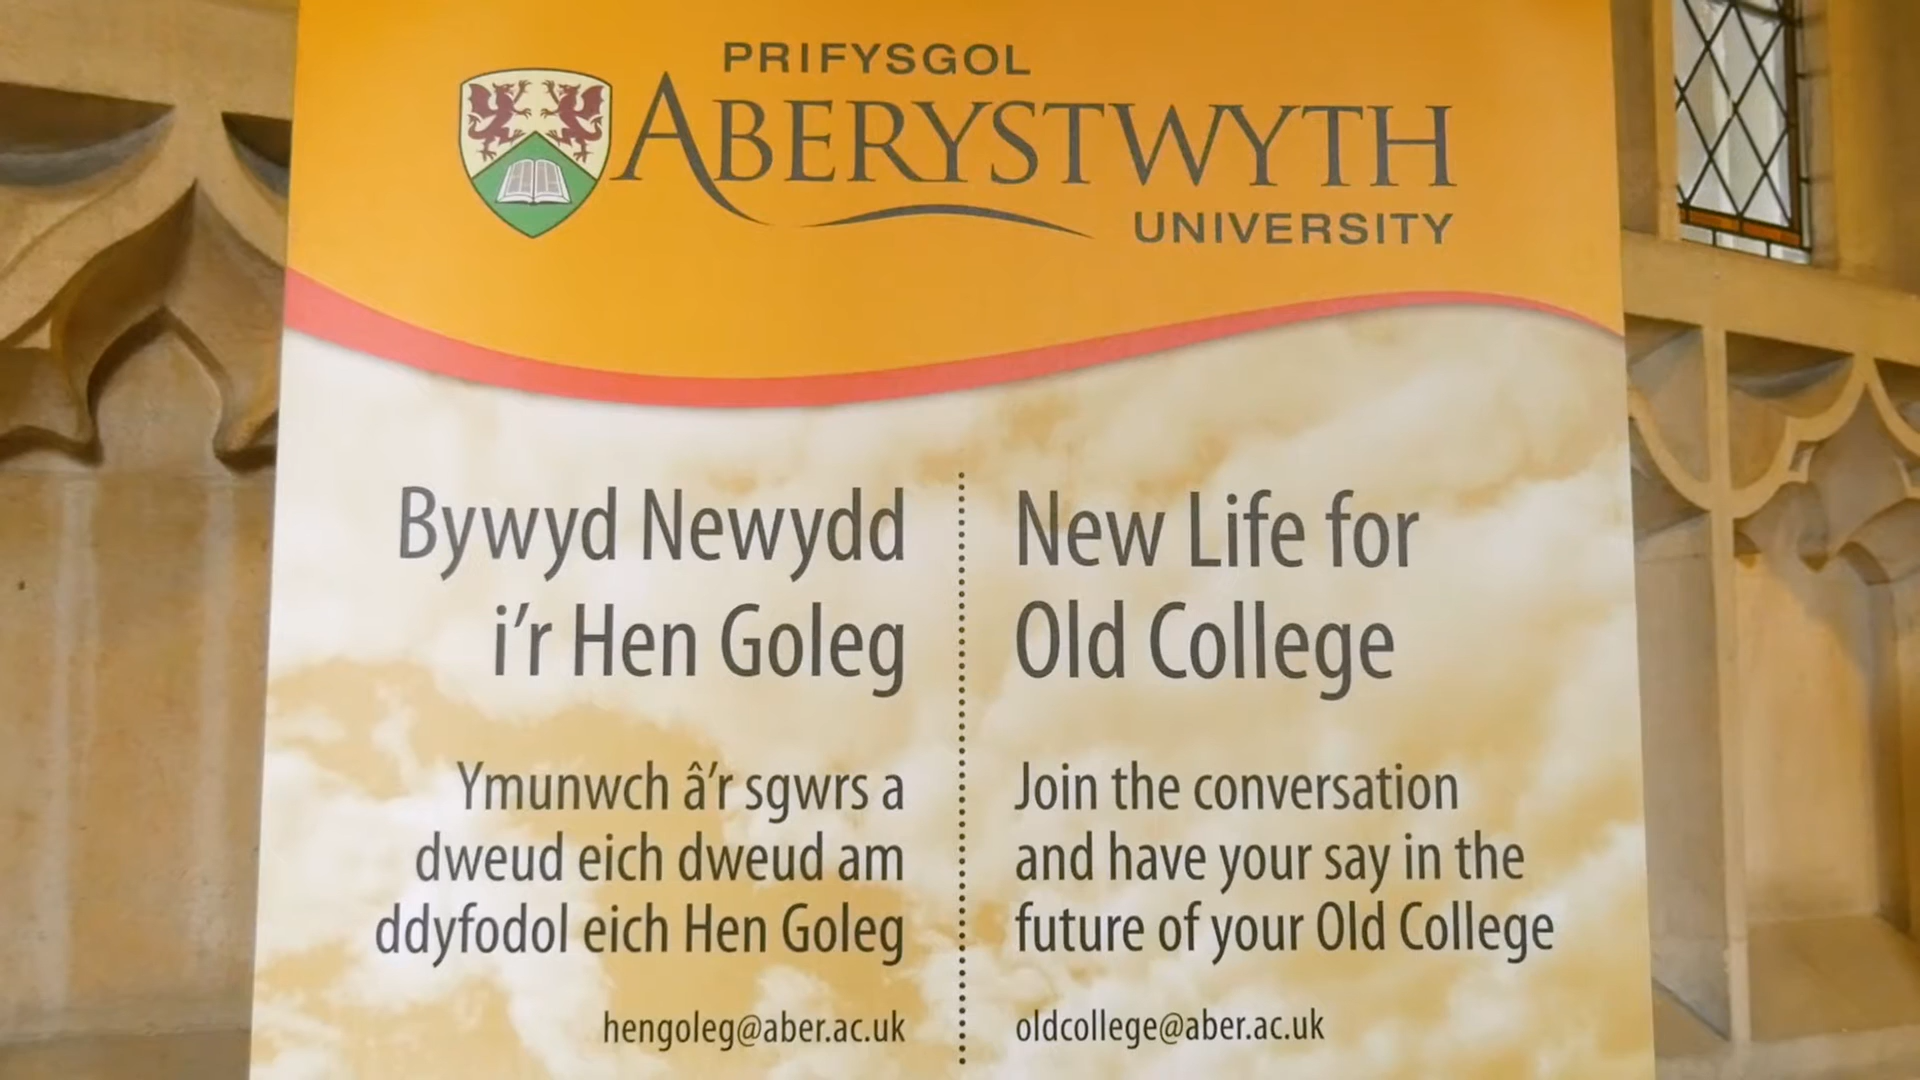 PRIFYSGOL
ABERYSTWYTH
UNIVERSITY
Bywyd Newydd
i'r Hen Goleg
Ymunwch â'r sgwrs a
dweud eich dweud am
ddyfodol eich Hen Goleg
hengoleg@aber.ac.uk
New Life for
Old College
Join the conversation
and have your say in the
future of your Old College
oldcollege@aber.ac.uk